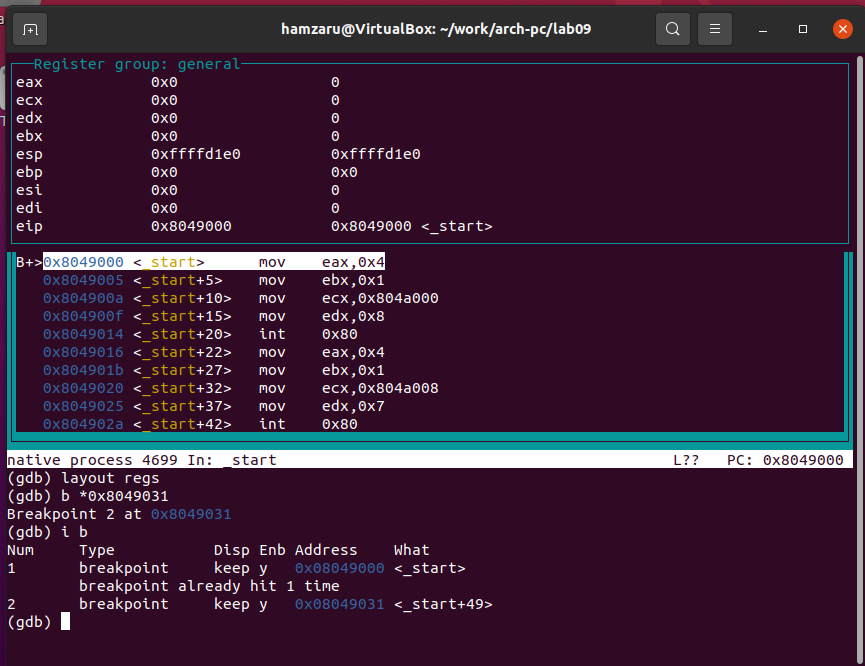 hamzaru@VirtualBox: ~/work/arch-pc/lab09
Register group: general
eax 0x0 0
ecx 0x0 0
edx 0x0 0
ebx 0x0 0
esp 0xffffd1e0 0xffffd1e0
ebp 0x0 0x0
esi 0x0 0
edi 0x0 0
eip 0x8049000 0x8049000 <_start>
B+>0x8049000 <_start> mov eax,0x4
0x8049005 <_start+5> mov ebx,0x1
0x804900a <_start+10> mov ecx,0x804a000
0x804900f <_start+15> mov edx,0x8
0x8049014 <_start+20> int 0x80
0x8049016 <_start+22> mov eax,0x4
0x804901b <_start+27> mov ebx,0x1
0x8049020 <_start+32> mov ecx,0x804a008
0x8049025 <_start+37> mov edx,0x7
0x804902a <_start+42> int 0x80
native process 4699 In: _start L?? PC: 0x8049000
(gdb) layout regs
(gdb) b *0x8049031
Breakpoint 2 at 0x8049031
(gdb) i b
Num Type Disp Enb Address What
1 breakpoint keep y 0x08049000 <_start>
breakpoint already hit 1 time
2 breakpoint keep y 0x08049031 <_start+49>
(gdb)